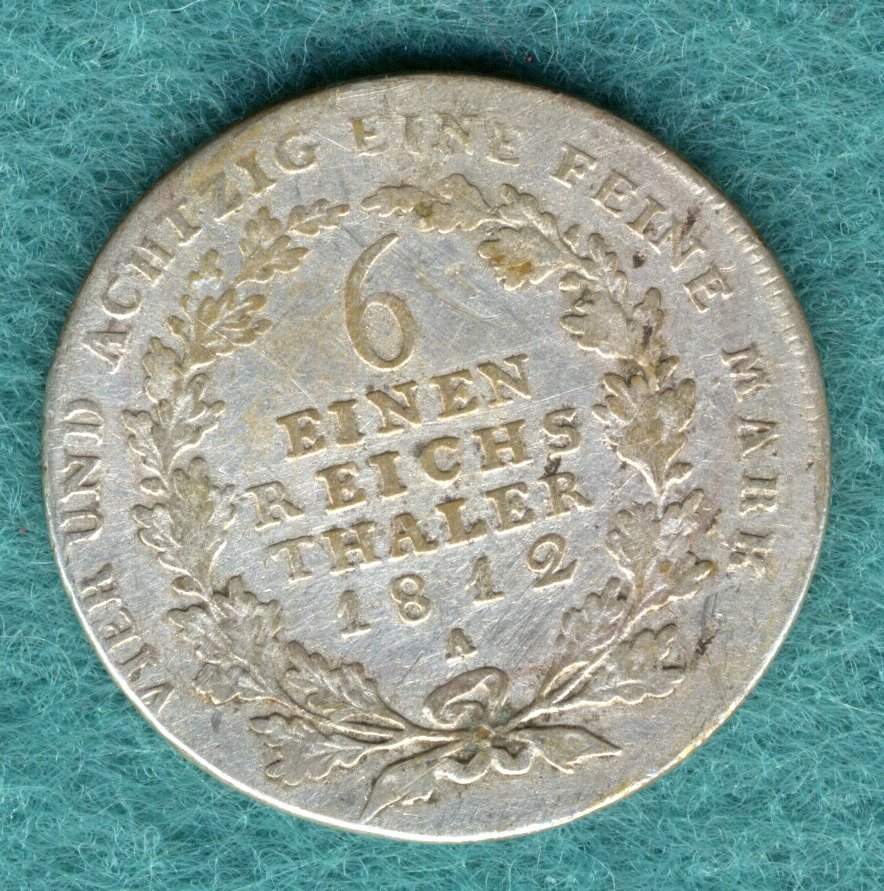 VIER UND ACHTZIG EINE FEINE MARK
6
EINEN
REICHS
THALER
1812
A